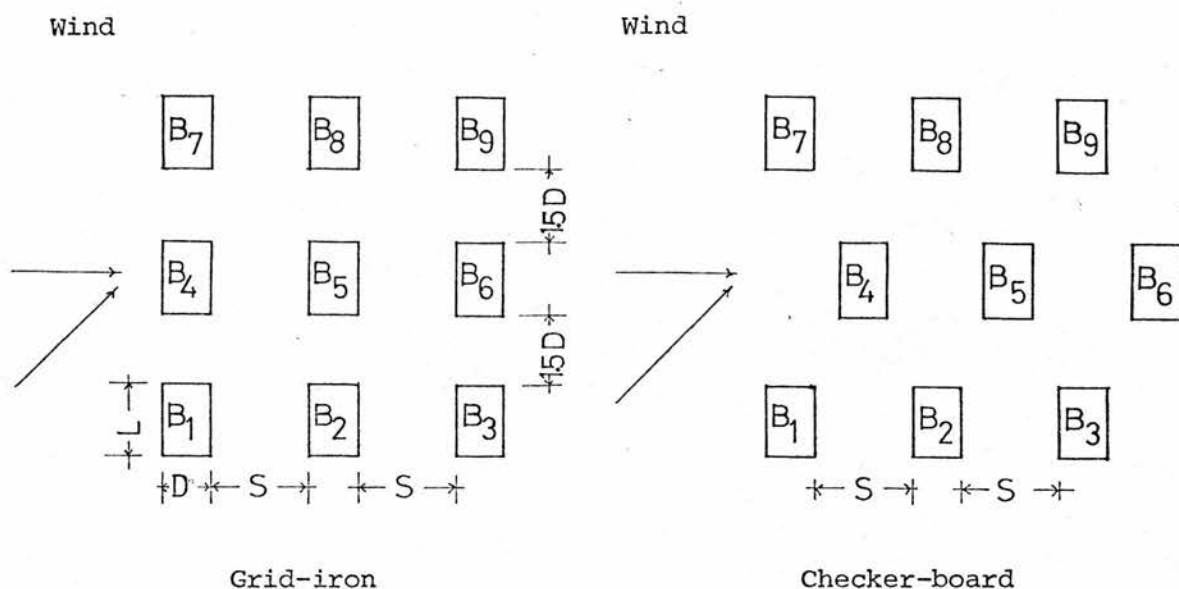 Wind
Wind
B7 B8 B9
B7 B8 B9
1.5D
B4 B5 B6
B4 B5 B6
1.5D
L
B1 B2 B3
B1 B2 B3
D S S
S S
Grid-iron
Checker-board